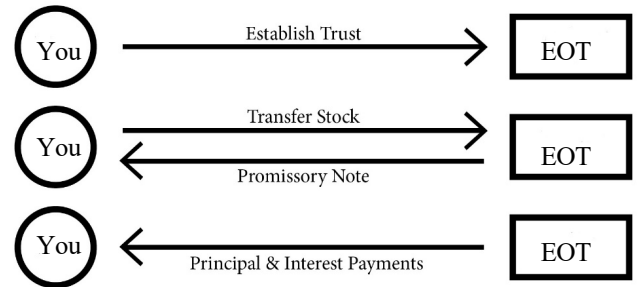 Establish Trust
You
EOT
Transfer Stock
You
EOT
Promissory Note
You
EOT
Principal & Interest Payments